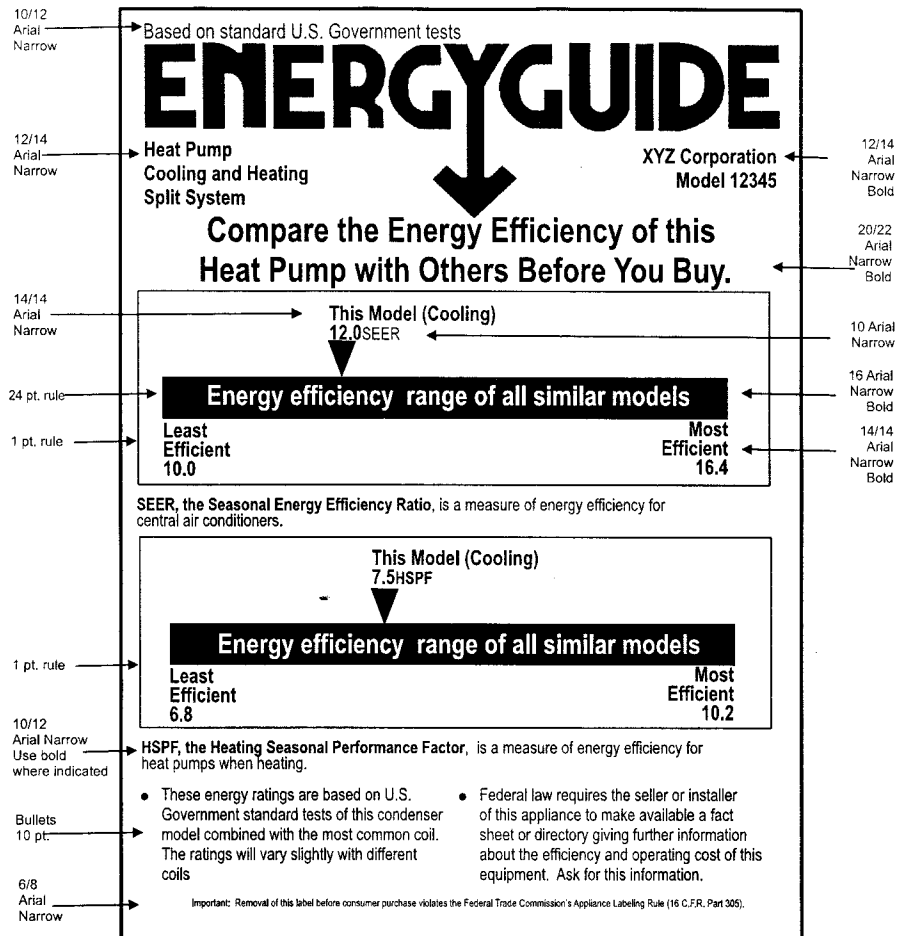 10/12
Arial
Narrow
Based on standard U.S. Government tests
ENERGYGUIDE
12/14
Arial
Narrow
Heat Pump
Cooling and Heating
Split System
XYZ Corporation
Model 12345
12/14
Arial
Narrow
Bold
Compare the Energy Efficiency of this
Heat Pump with Others Before You Buy.
20/22
Arial
Narrow
Bold
14/14
Arial
Narrow
This Model (Cooling)
12.0SEER
10 Arial
Narrow
24 pt. rule
Energy efficiency range of all similar models
16 Arial
Narrow
Bold
1 pt. rule
Least
Efficient
10.0
Most
Efficient
16.4
14/14
Arial
Narrow
Bold
SEER, the Seasonal Energy Efficiency Ratio, is a measure of energy efficiency for
central air conditioners.
This Model (Cooling)
7.5HSPF
Energy efficiency range of all similar models
1 pt. rule
Least
Efficient
6.8
Most
Efficient
10.2
10/12
Arial Narrow
Use bold
where indicated
HSPF, the Heating Seasonal Performance Factor, is a measure of energy efficiency for
heat pumps when heating.
Bullets
10 pt.
• These energy ratings are based on U.S.
Government standard tests of this condenser
model combined with the most common coil.
The ratings will vary slightly with different
coils
• Federal law requires the seller or installer
of this appliance to make available a fact
sheet or directory giving further information
about the efficiency and operating cost of this
equipment. Ask for this information.
6/8
Arial
Narrow
Important: Removal of this label before consumer purchase violates the Federal Trade Commission's Appliance Labeling Rule (16 C.F.R. Part 305).